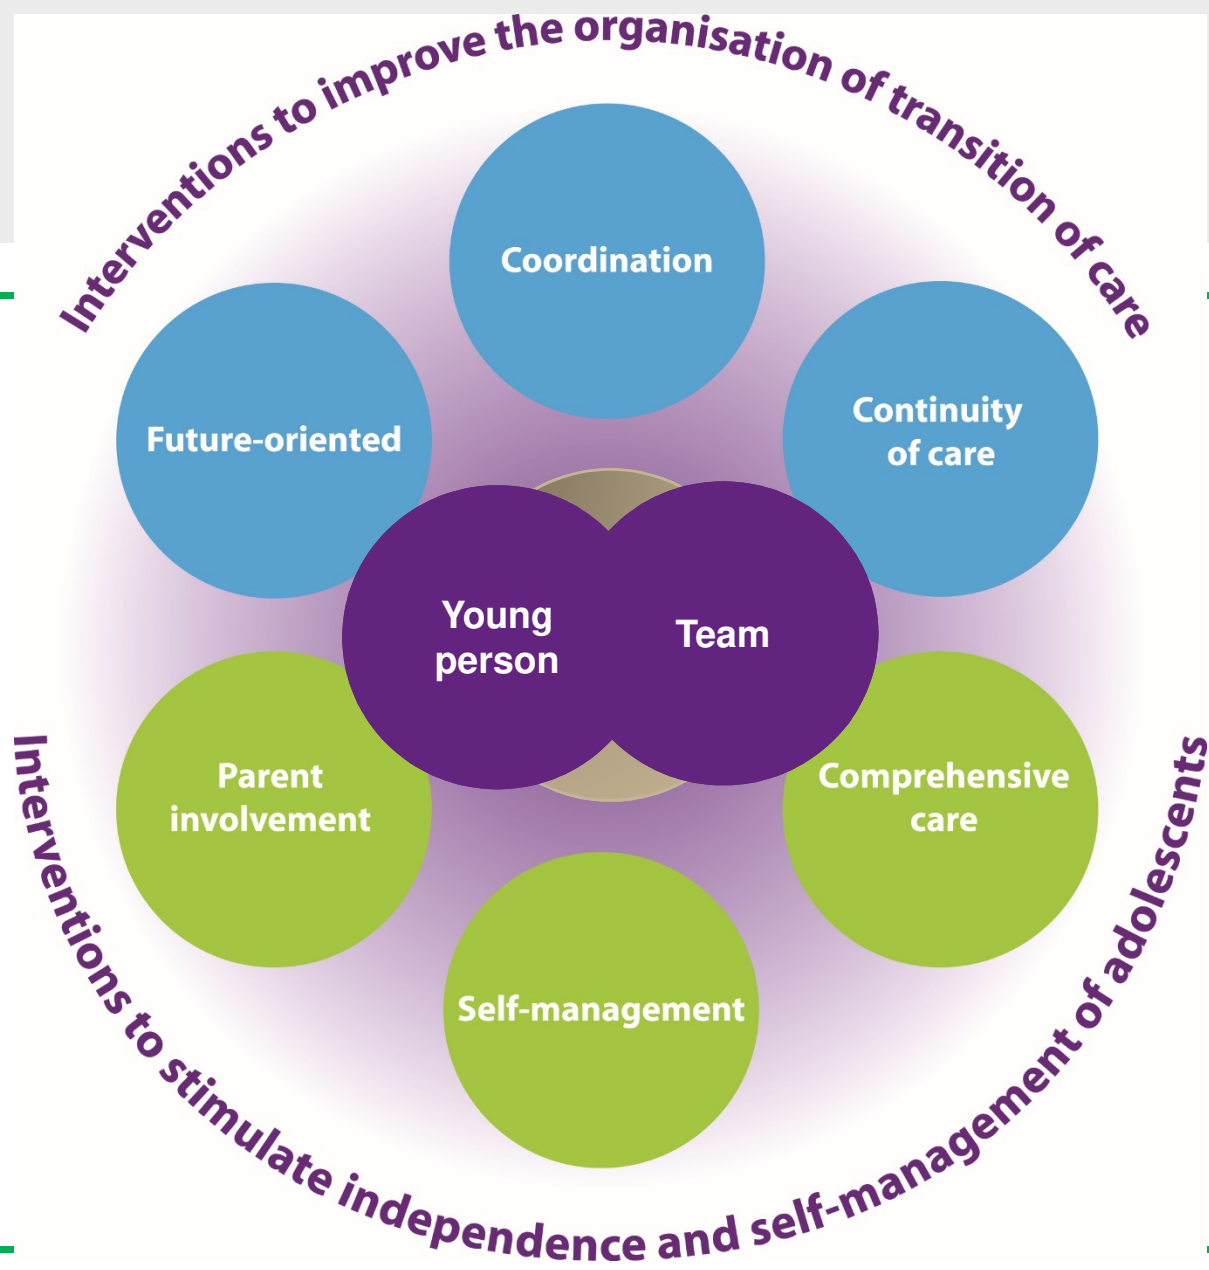 Interventions to improve the organisation of transition of care
Coordination
Future-oriented
Continuity
of care
Young
person
Team
Parent
involvement
Comprehensive
care
Self-management
Interventions to stimulate independence and self-management of adolescents